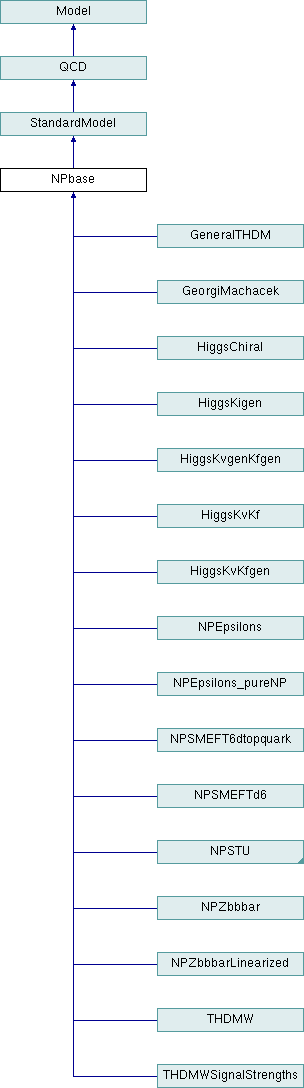 Model
QCD
StandardModel
NPbase
GeneralTHDM
GeorgiMachacek
HiggsChiral
HiggsKigen
HiggsKvgenKfgen
HiggsKvKf
HiggsKvKfgen
NPEpsilons
NPEpsilons_pureNP
NPSMEFT6dtopquark
NPSMEFTd6
NPSTU
NPZbbbar
NPZbbbarLinearized
THDMW
THDMWSignalStrengths